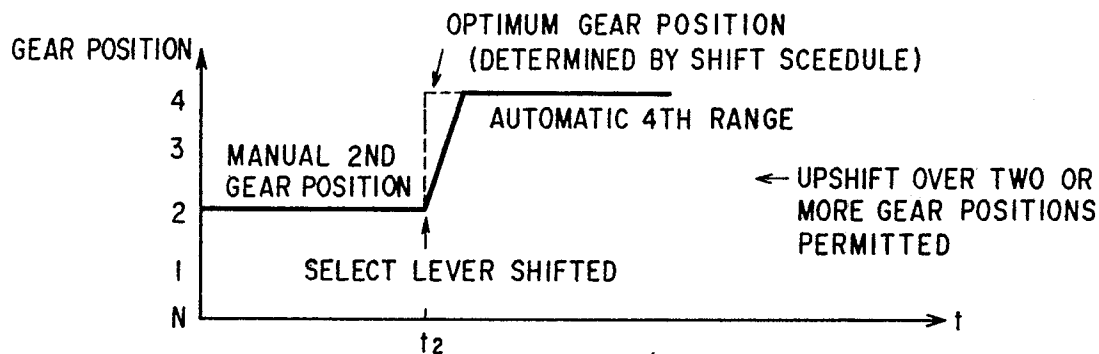 OPTIMUM GEAR POSITION
(DETERMINED BY SHIFT SCEEDULE)
GEAR POSITION
4
AUTOMATIC 4TH RANGE
3
MANUAL 2ND
GEAR POSITION
← UPSHIFT OVER TWO OR
MORE GEAR POSITIONS
PERMITTED
2
1
SELECT LEVER SHIFTED
N
t
t2